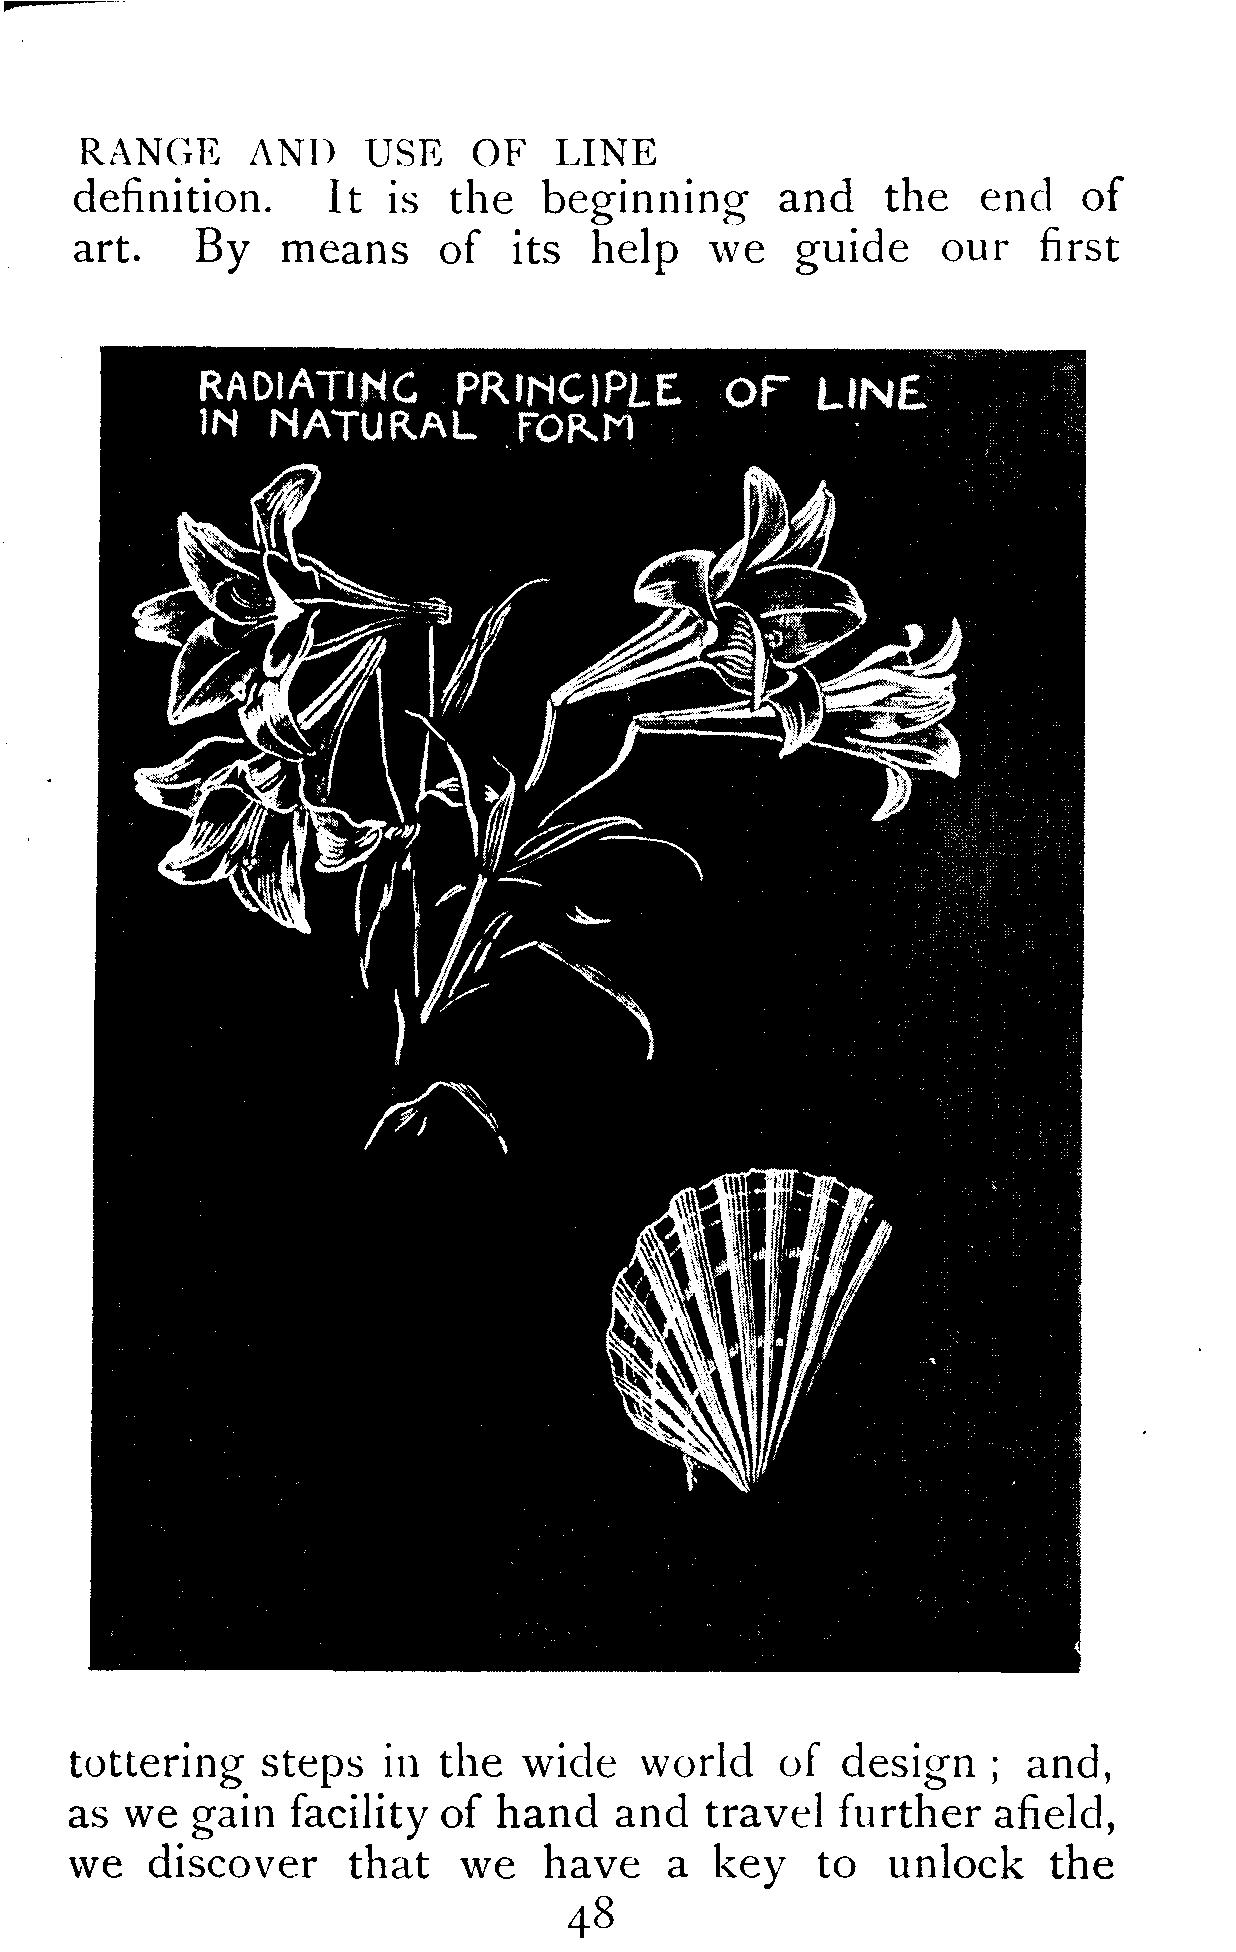 RANGE AND USE OF LINE
definition. It is the beginning and the end of
art. By means of its help we guide our first
RADIATING PRINCIPLE OF LINE
IN NATURAL FORM
tottering steps in the wide world of design ; and,
as we gain facility of hand and travel further afield,
we discover that we have a key to unlock the
48